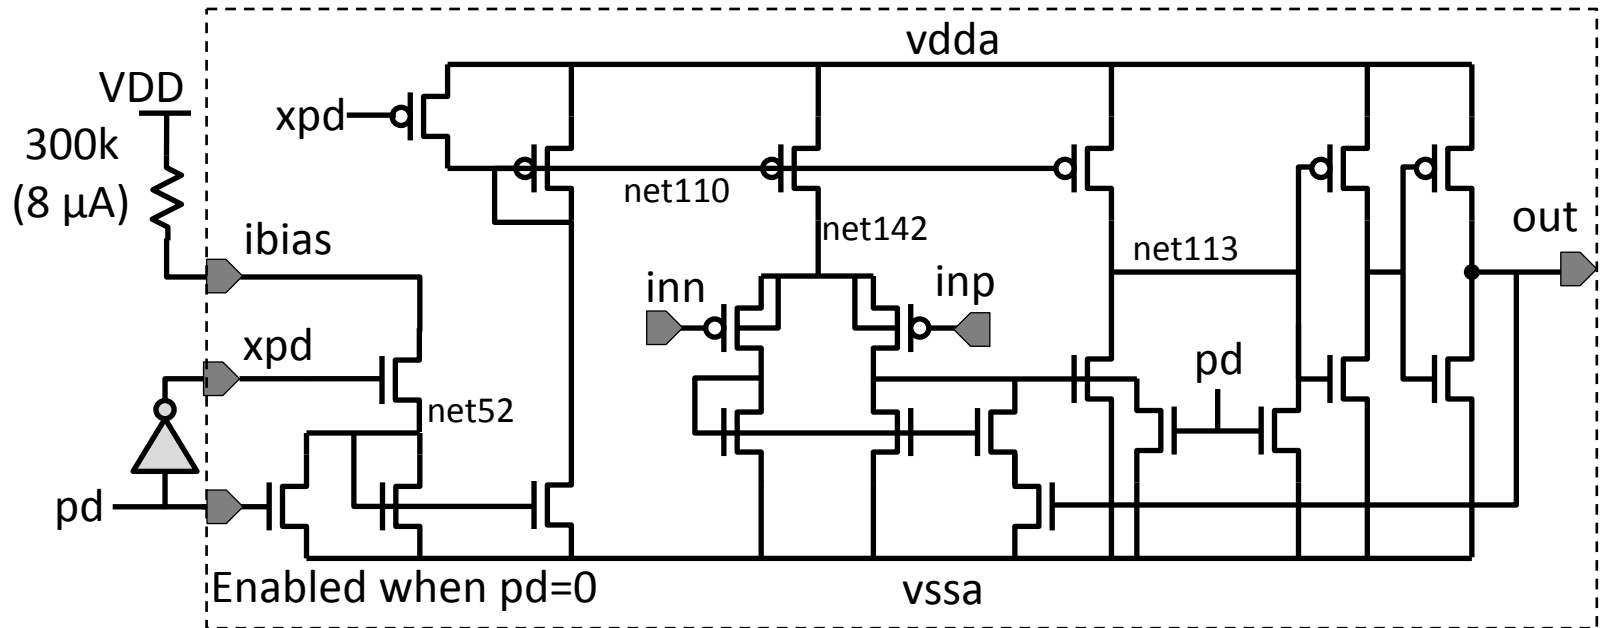 vdda
VDD
xpd
300k
(8 µA)
net110
out
ibias
net142
net113
inn
inp
xpd
pd
net52
pd
Enabled when pd=0
vssa